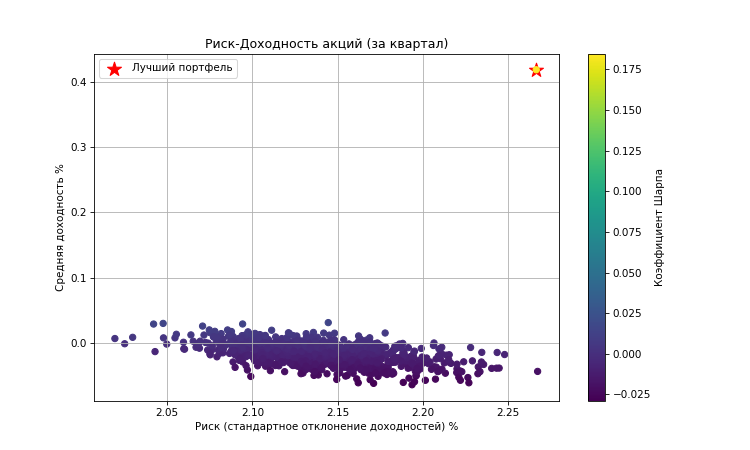 Риск-Доходность акций (за квартал)
Лучший портфель
Средняя доходность %
0.4
0.3
0.2
0.1
0.0
2.05 2.10 2.15 2.20 2.25
Риск (стандартное отклонение доходностей) %
0.175
0.150
0.125
0.100
0.075
0.050
0.025
0.000
−0.025
Коэффициент Шарпа